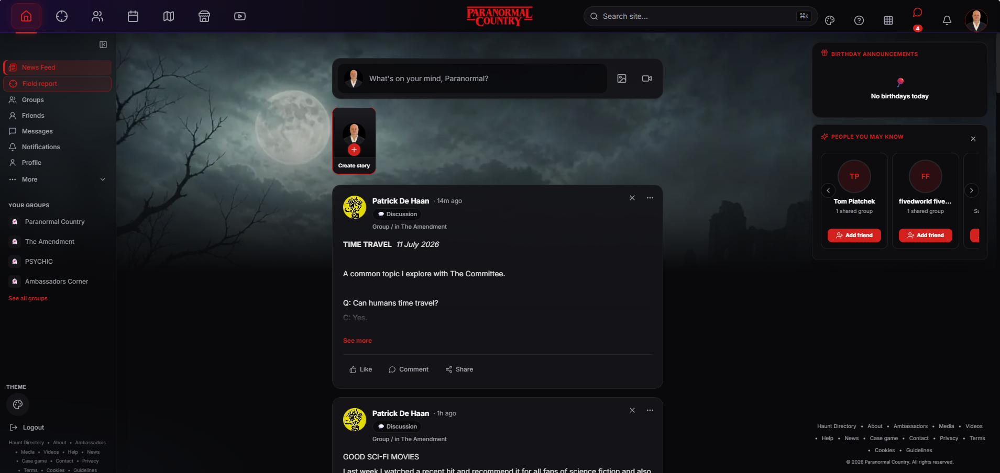 PARANORMAL
COUNTRY
Search site...
⌘K
4
News Feed
Field report
Groups
Friends
Messages
Notifications
Profile
More
YOUR GROUPS
Paranormal Country
The Amendment
PSYCHIC
Ambassadors Corner
See all groups
THEME
Logout
Haunt Directory • About • Ambassadors
• Media • Videos • Help • News
• Case game • Contact • Privacy
• Terms • Cookies • Guidelines
What's on your mind, Paranormal?
Create story
Patrick De Haan · 14m ago
Discussion
Group / in The Amendment
TIME TRAVEL 11 July 2026
A common topic I explore with The Committee.
Q: Can humans time travel?
C: Yes.
See more
Like Comment Share
Patrick De Haan · 1h ago
Discussion
Group / in The Amendment
GOOD SCI-FI MOVIES
Last week I watched a recent hit and recommend it for all fans of science fiction and also
BIRTHDAY ANNOUNCEMENTS
No birthdays today
PEOPLE YOU MAY KNOW
TP
Tom Piatchek
1 shared group
Add friend
FF
fivedworld five...
1 shared group
Add friend
Su
Haunt Directory • About • Ambassadors • Media • Videos
• Help • News • Case game • Contact • Privacy • Terms
• Cookies • Guidelines
© 2026 Paranormal Country. All rights reserved.